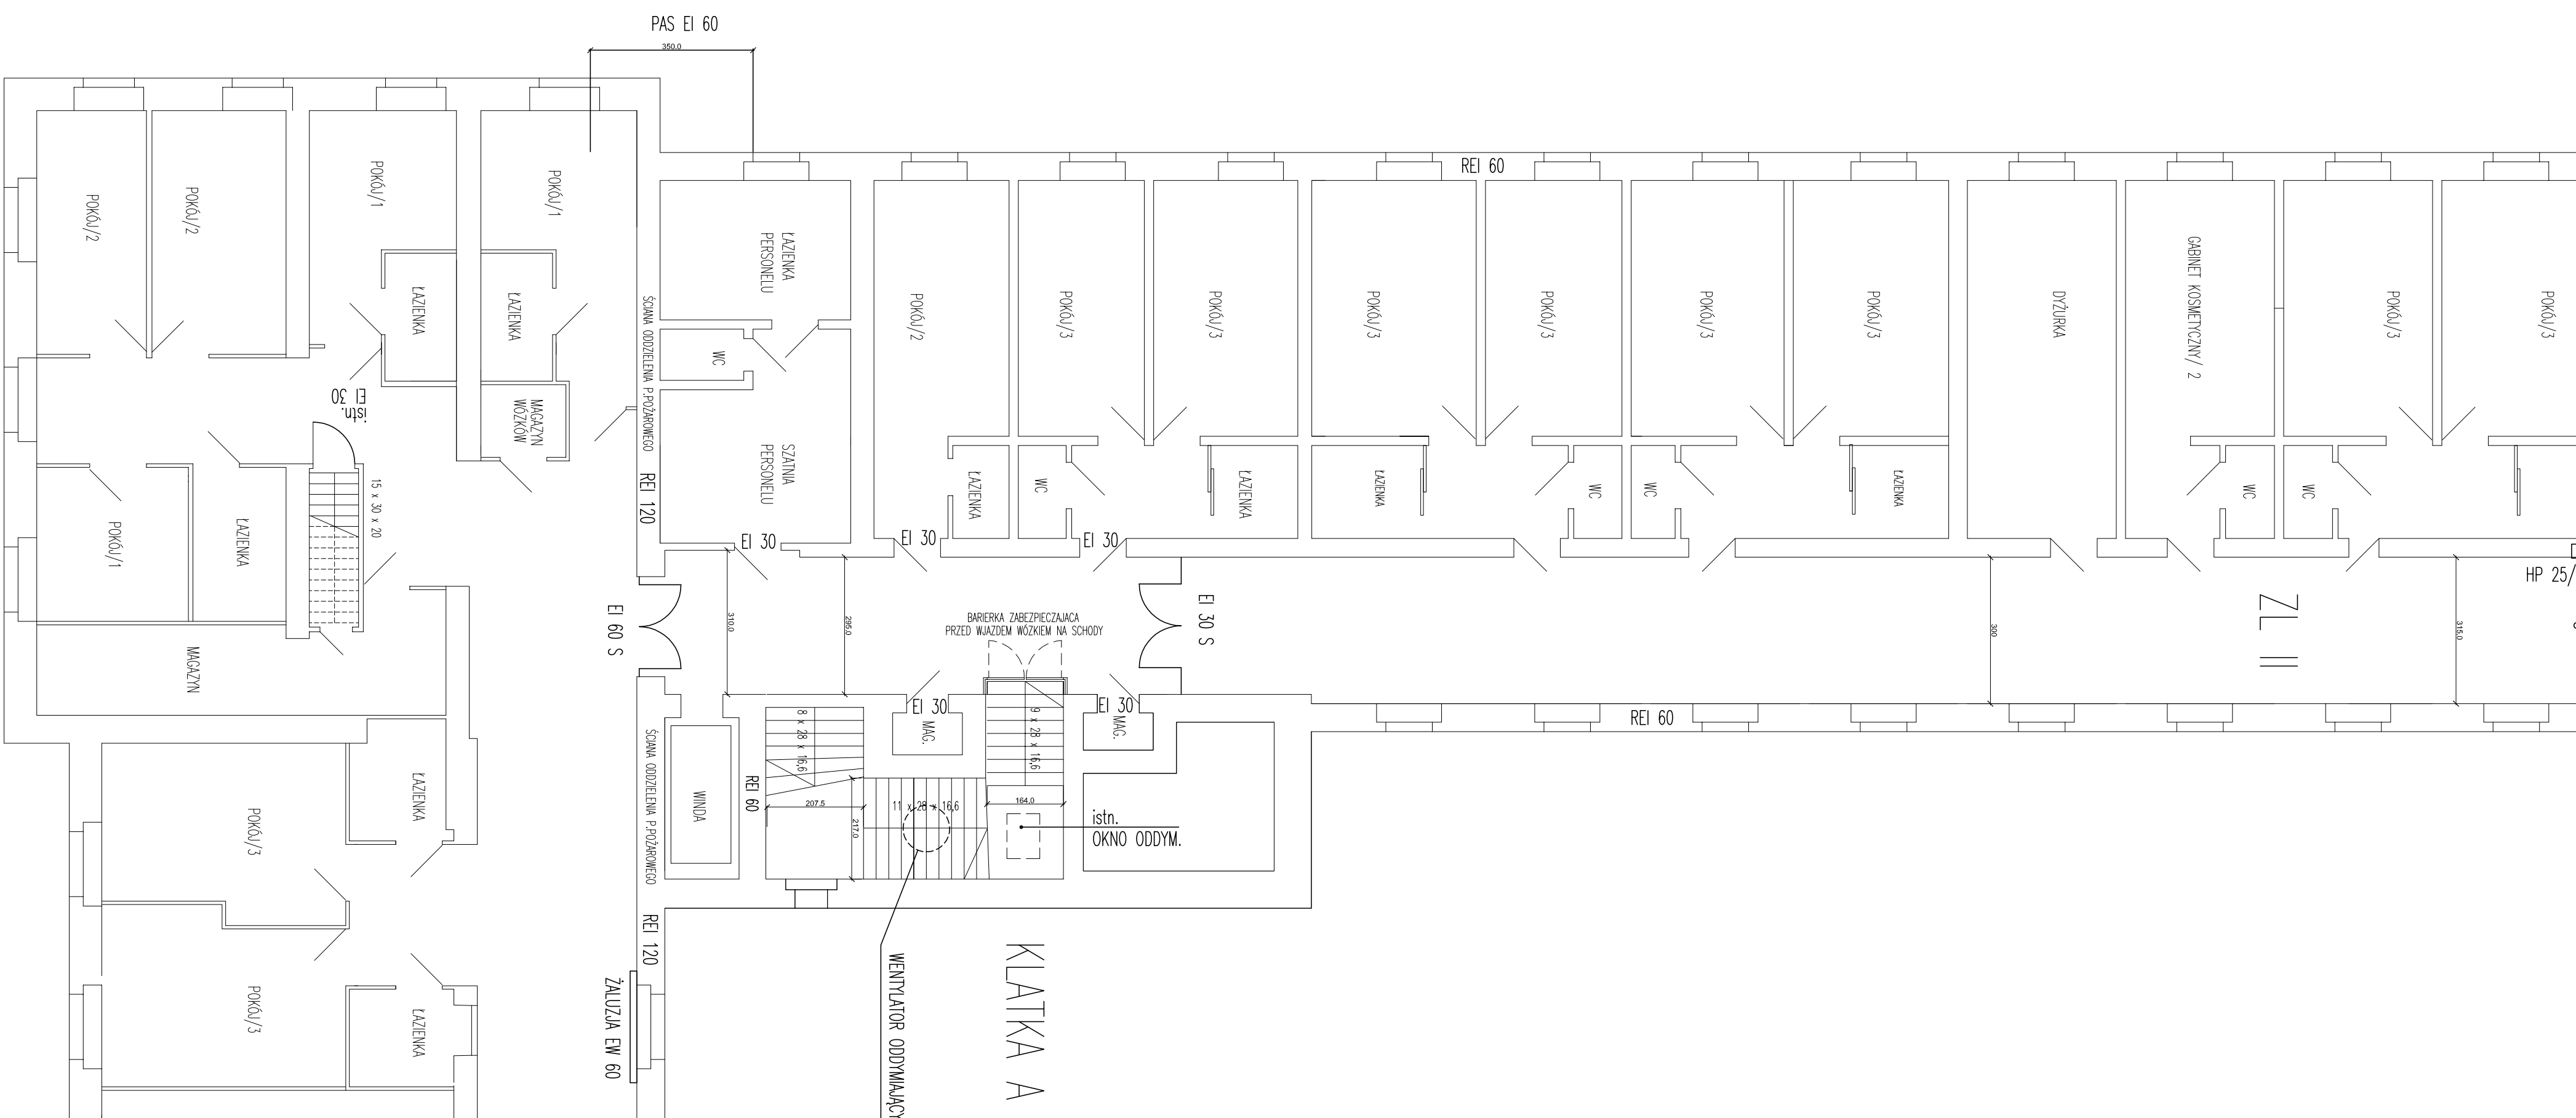 PAS EI 60
350.0
REI 60
POKÓJ/2
POKÓJ/2
POKÓJ/1
POKÓJ/1
ŁAZIENKA
PERSONELU
POKÓJ/2
POKÓJ/3
POKÓJ/3
POKÓJ/3
POKÓJ/3
POKÓJ/3
POKÓJ/3
DYŻURKA
GABINET KOSMETYCZNY/ 2
POKÓJ/3
POKÓJ/3
ŁAZIENKA
ŁAZIENKA
ŚCIANA ODDZIELENIA P.POŻAROWEGO
REI 120
WC
istn.
EI 30
MAGAZYN
WÓZKÓW
SZATNIA
PERSONELU
ŁAZIENKA
WC
ŁAZIENKA
ŁAZIENKA
WC
WC
ŁAZIENKA
WC
WC
15 x 30 x 20
POKÓJ/1
ŁAZIENKA
EI 30
EI 30
EI 30
HP 25/
EI 60 S
310.0
295.0
BARIERKA ZABEZPIECZAJACA
PRZED WJAZDEM WÓZKIEM NA SCHODY
EI 30 S
300
ZL II
315.0
MAGAZYN
EI 30
EI 30
REI 60
MAG.
MAG.
8 x 28 x 16,6
9 x 28 x 16,6
ŚCIANA ODDZIELENIA P.POŻAROWEGO
REI 120
WINDA
REI 60
207.5
217.0
11 x 28 x 16,6
164.0
istn.
OKNO ODDYM.
ŁAZIENKA
POKÓJ/3
POKÓJ/3
ŁAZIENKA
ŻALUZJA EW 60
WENTYLATOR ODDYMIAJĄCY
KLATKA A